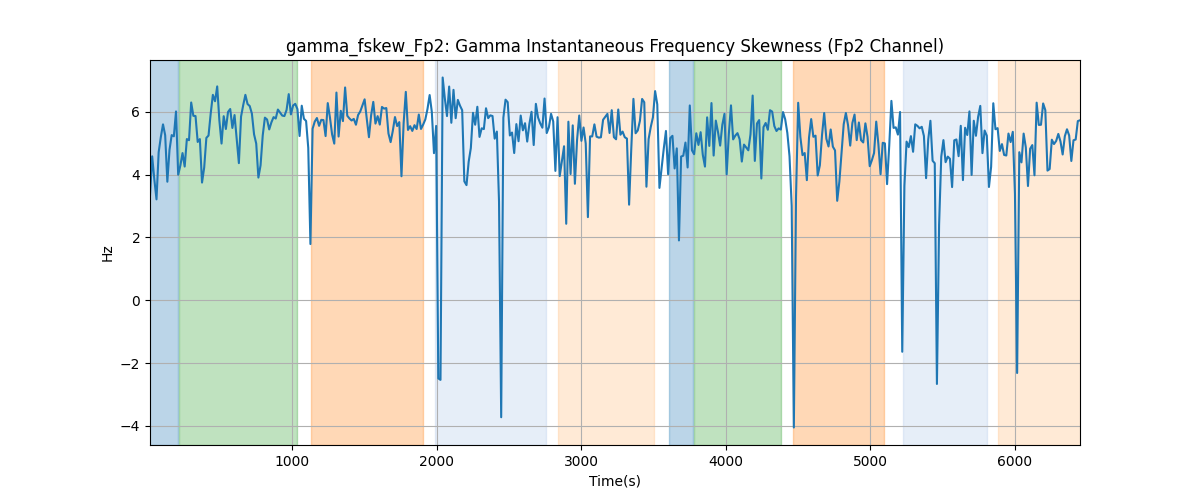 gamma_fskew_Fp2: Gamma Instantaneous Frequency Skewness (Fp2 Channel)
6
4
2
0
−2
−4
Hz
1000 2000 3000 4000 5000 6000
Time(s)